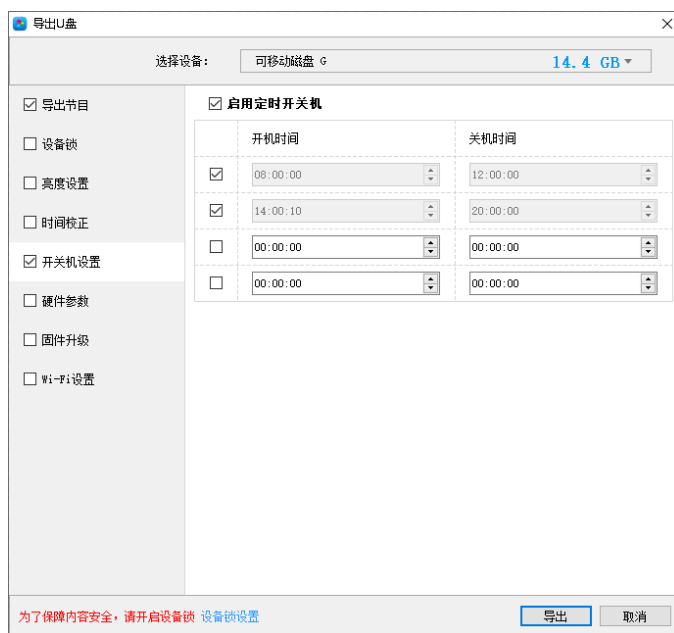 导出U盘
选择设备: 可移动磁盘 G 14.4 GB
导出节目
设备锁
亮度设置
时间校正
开关机设置
硬件参数
固件升级
Wi-Fi设置
启用定时开关机
开机时间 关机时间
08:00:00 12:00:00
14:00:10 20:00:00
00:00:00 00:00:00
00:00:00 00:00:00
为了保障内容安全，请开启设备锁 设备锁设置
导出 取消